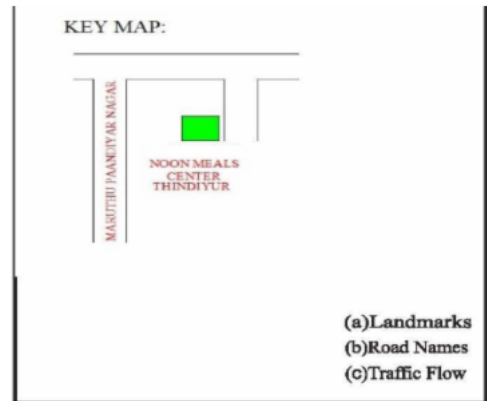 KEY MAP:
MARUTHU PAANDIYAR NAGAR
NOON MEALS
CENTER
THINDIYUR
(a)Landmarks
(b)Road Names
(c)Traffic Flow